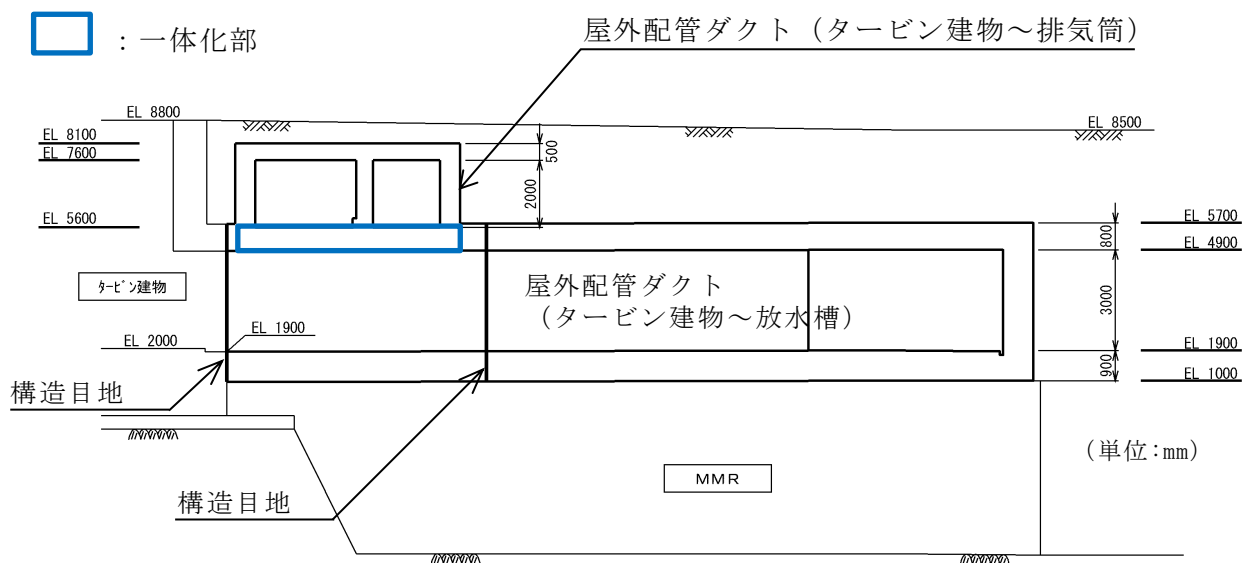 ：一体化部
屋外配管ダクト（タービン建物～排気筒）
EL 8800
EL 8500
EL 8100
EL 7600
500
2000
EL 5600
EL 5700
800
EL 4900
ﾀｰﾋﾞﾝ建物
屋外配管ダクト
（タービン建物～放水槽）
3000
EL 1900
EL 2000
EL 1900
900
EL 1000
構造目地
（単位：mm）
MMR
構造目地